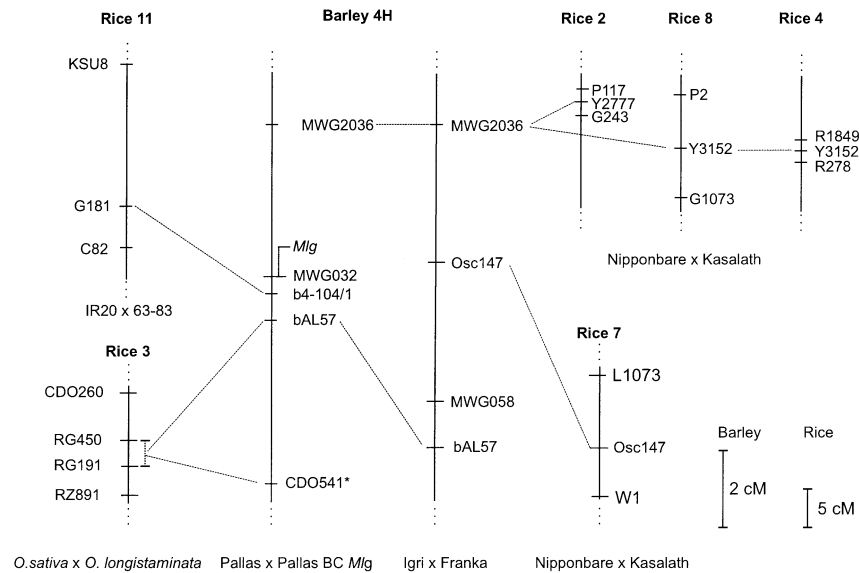 Rice 11
Barley 4H
Rice 2
Rice 8
Rice 4
KSU8
P117
P2
Y2777
MWG2036
MWG2036
G243
R1849
Y3152
Y3152
R278
G181
G1073
C82
Mlg
Nipponbare x Kasalath
Osc147
MWG032
b4-104/1
IR20 x 63-83
bAL57
Rice 7
Rice 3
L1073
CDO260
MWG058
RG450
Barley
Rice
bAL57
Osc147
RG191
2 cM
CDO541*
RZ891
W1
5 cM
O.sativa x O. longistaminata
Pallas x Pallas BC Mlg
Igri x Franka
Nipponbare x Kasalath